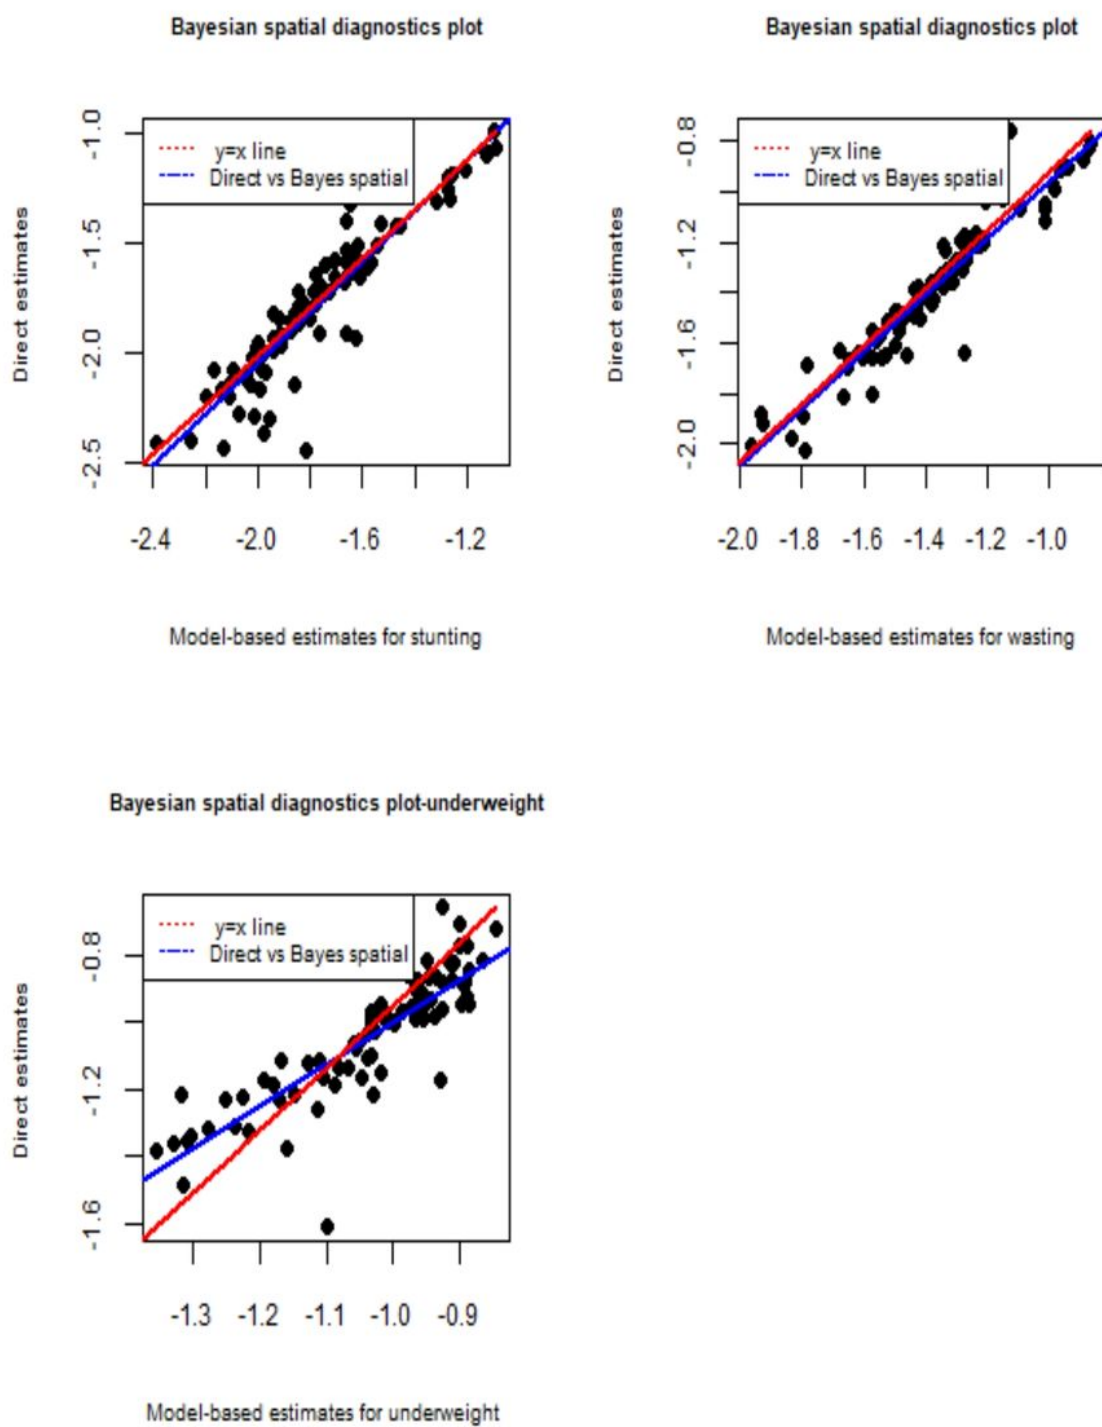 Bayesian spatial diagnostics plot
-1.0
-1.5
-2.0
-2.5
Direct estimates
y=x line
Direct vs Bayes spatial
-2.4 -2.0 -1.6 -1.2
Model-based estimates for stunting
Bayesian spatial diagnostics plot
-0.8
-1.2
-1.6
-2.0
Direct estimates
y=x line
Direct vs Bayes spatial
-2.0 -1.8 -1.6 -1.4 -1.2 -1.0
Model-based estimates for wasting
Bayesian spatial diagnostics plot-underweight
-0.8
-1.2
-1.6
Direct estimates
y=x line
Direct vs Bayes spatial
-1.3 -1.2 -1.1 -1.0 -0.9
Model-based estimates for underweight